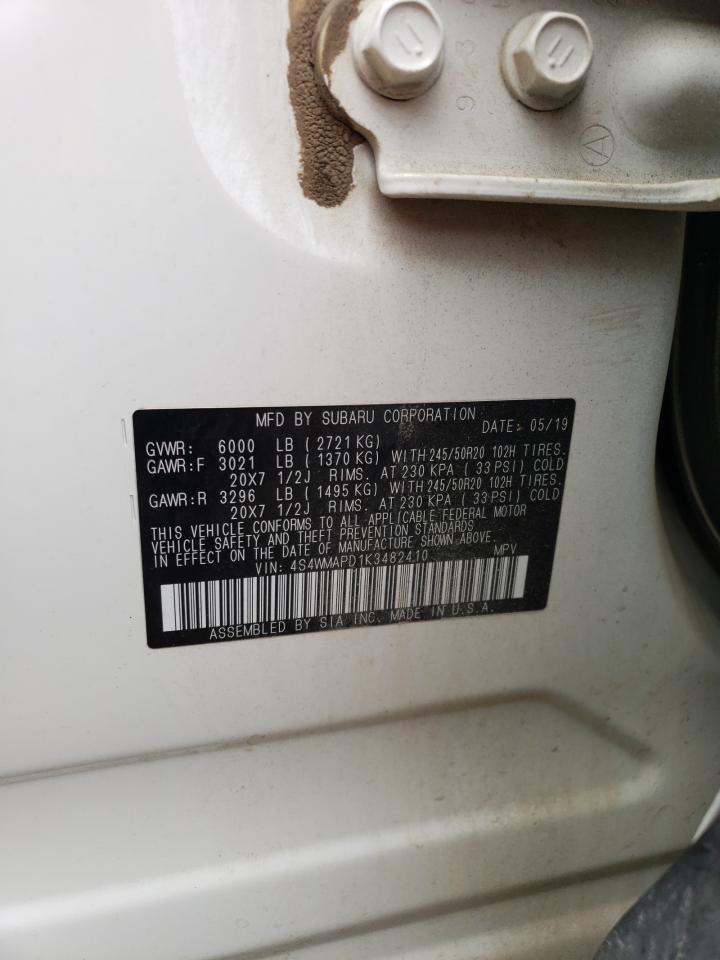 9 3
A
MFD BY SUBARU CORPORATION DATE: 05/19
GVWR: 6000 LB ( 2721 KG)
GAWR:F 3021 LB ( 1370 KG) WITH 245/50R20 102H TIRES.
20X7 1/2J RIMS. AT 230 KPA ( 33 PSI) COLD
GAWR:R 3296 LB ( 1495 KG) WITH 245/50R20 102H TIRES.
20X7 1/2J RIMS. AT 230 KPA ( 33 PSI) COLD
THIS VEHICLE CONFORMS TO ALL APPLICABLE FEDERAL MOTOR
VEHICLE SAFETY AND THEFT PREVENTION STANDARDS
IN EFFECT ON THE DATE OF MANUFACTURE SHOWN ABOVE.
VIN: 4S4WMAPD1K3482410 MPV
ASSEMBLED BY SIA INC. MADE IN U.S.A.